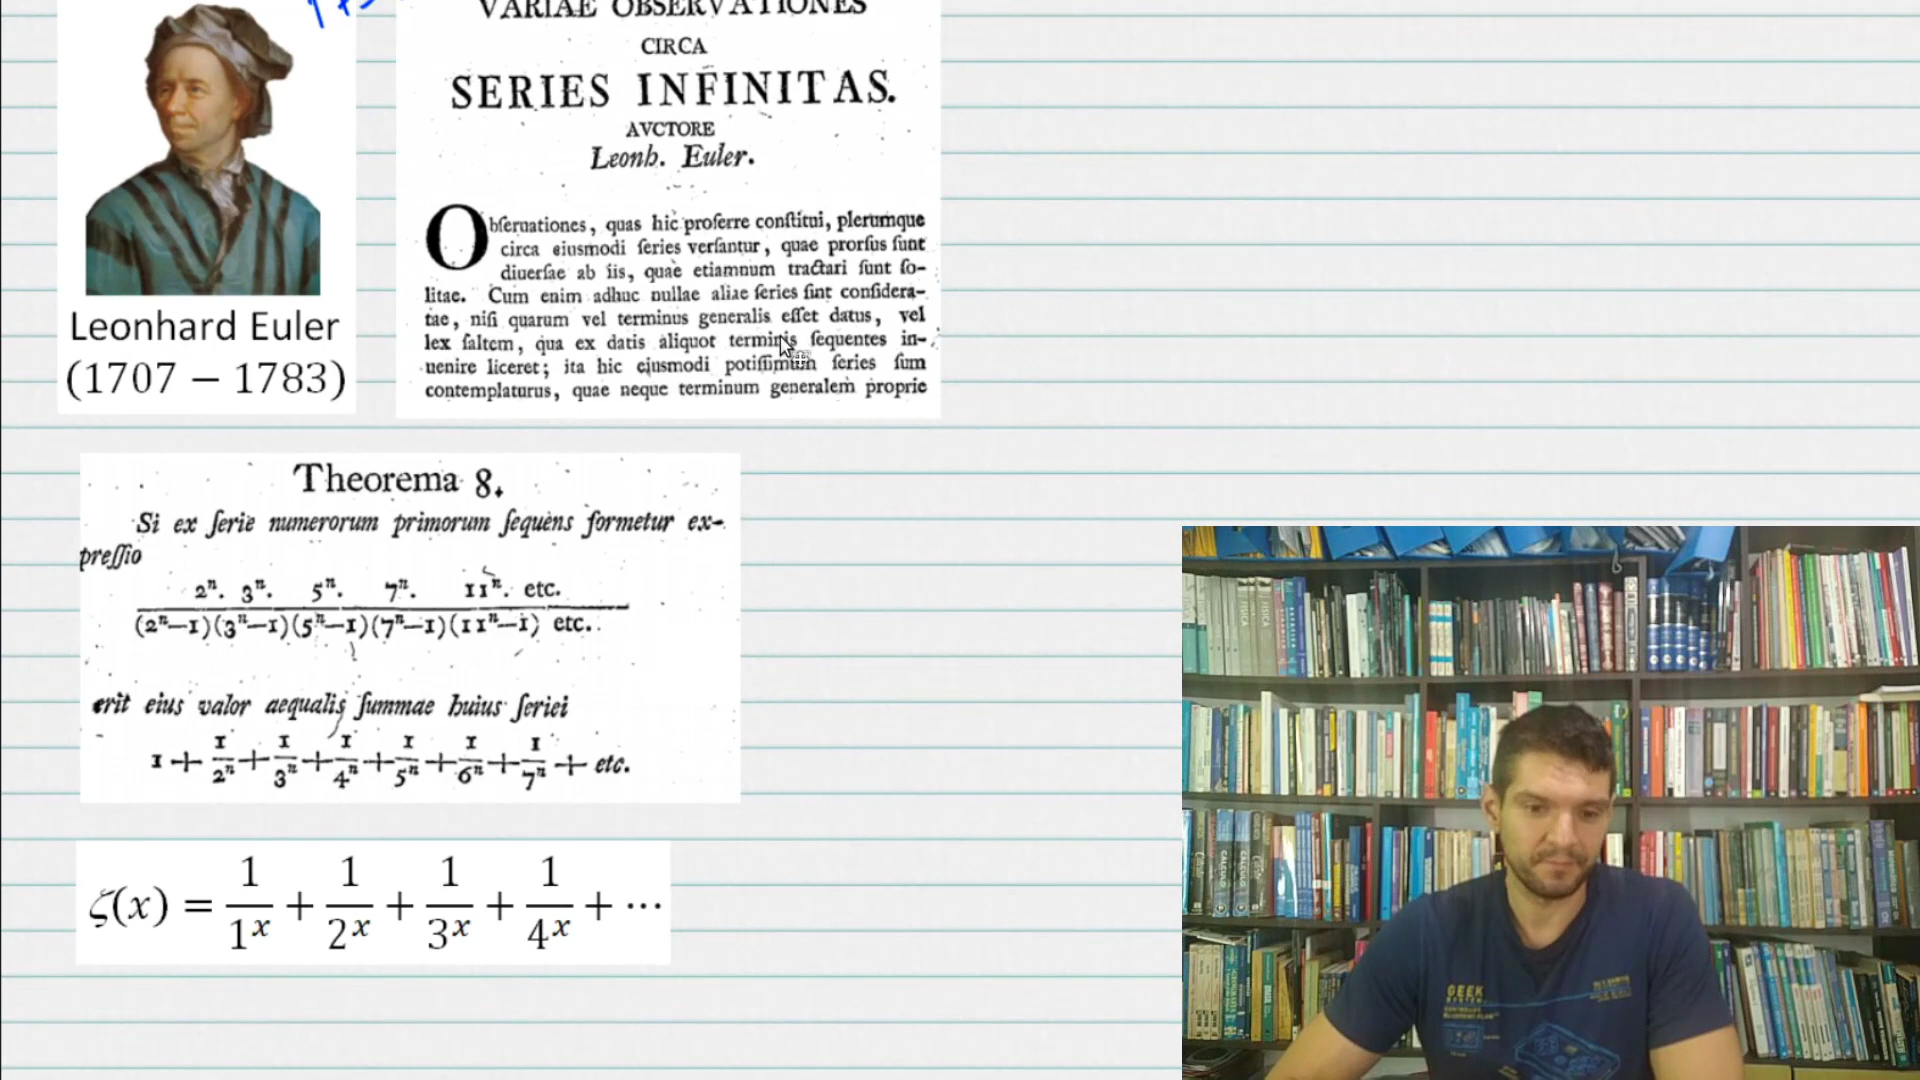 VARIAE OBSERVATIONES
CIRCA
SERIES INFINITAS.
AVCTORE
Leonh. Euler.
Obſeruationes, quas hic proferre conſtitui, plerumque
circa eiusmodi ſeries verſantur, quae prorſus ſunt
diuerſae ab iis, quae etiamnum tractari ſunt ſo-
litae. Cum enim adhuc nullae aliae ſeries ſint conſidera-
tae, niſi quarum vel terminus generalis eſſet datus, vel
lex ſaltem, qua ex datis aliquot terminis ſequentes in-
uenire liceret; ita hic ejusmodi potiſſimum ſeries ſum
contemplaturus, quae neque terminum generalem proprie
Leonhard Euler
(1707 – 1783)
Theorema 8.
Si ex ſerie numerorum primorum ſequens formetur ex-
preſſio
2ⁿ. 3ⁿ. 5ⁿ. 7ⁿ. 11ⁿ. etc.
(2ⁿ—1)(3ⁿ—1)(5ⁿ—1)(7ⁿ—1)(11ⁿ—1) etc.
erit eius valor aequalis ſummae huius ſeriei
1 + 1/2ⁿ + 1/3ⁿ + 1/4ⁿ + 1/5ⁿ + 1/6ⁿ + 1/7ⁿ + etc.
ζ(x) = 1/1ˣ + 1/2ˣ + 1/3ˣ + 1/4ˣ + ⋯
GEEK